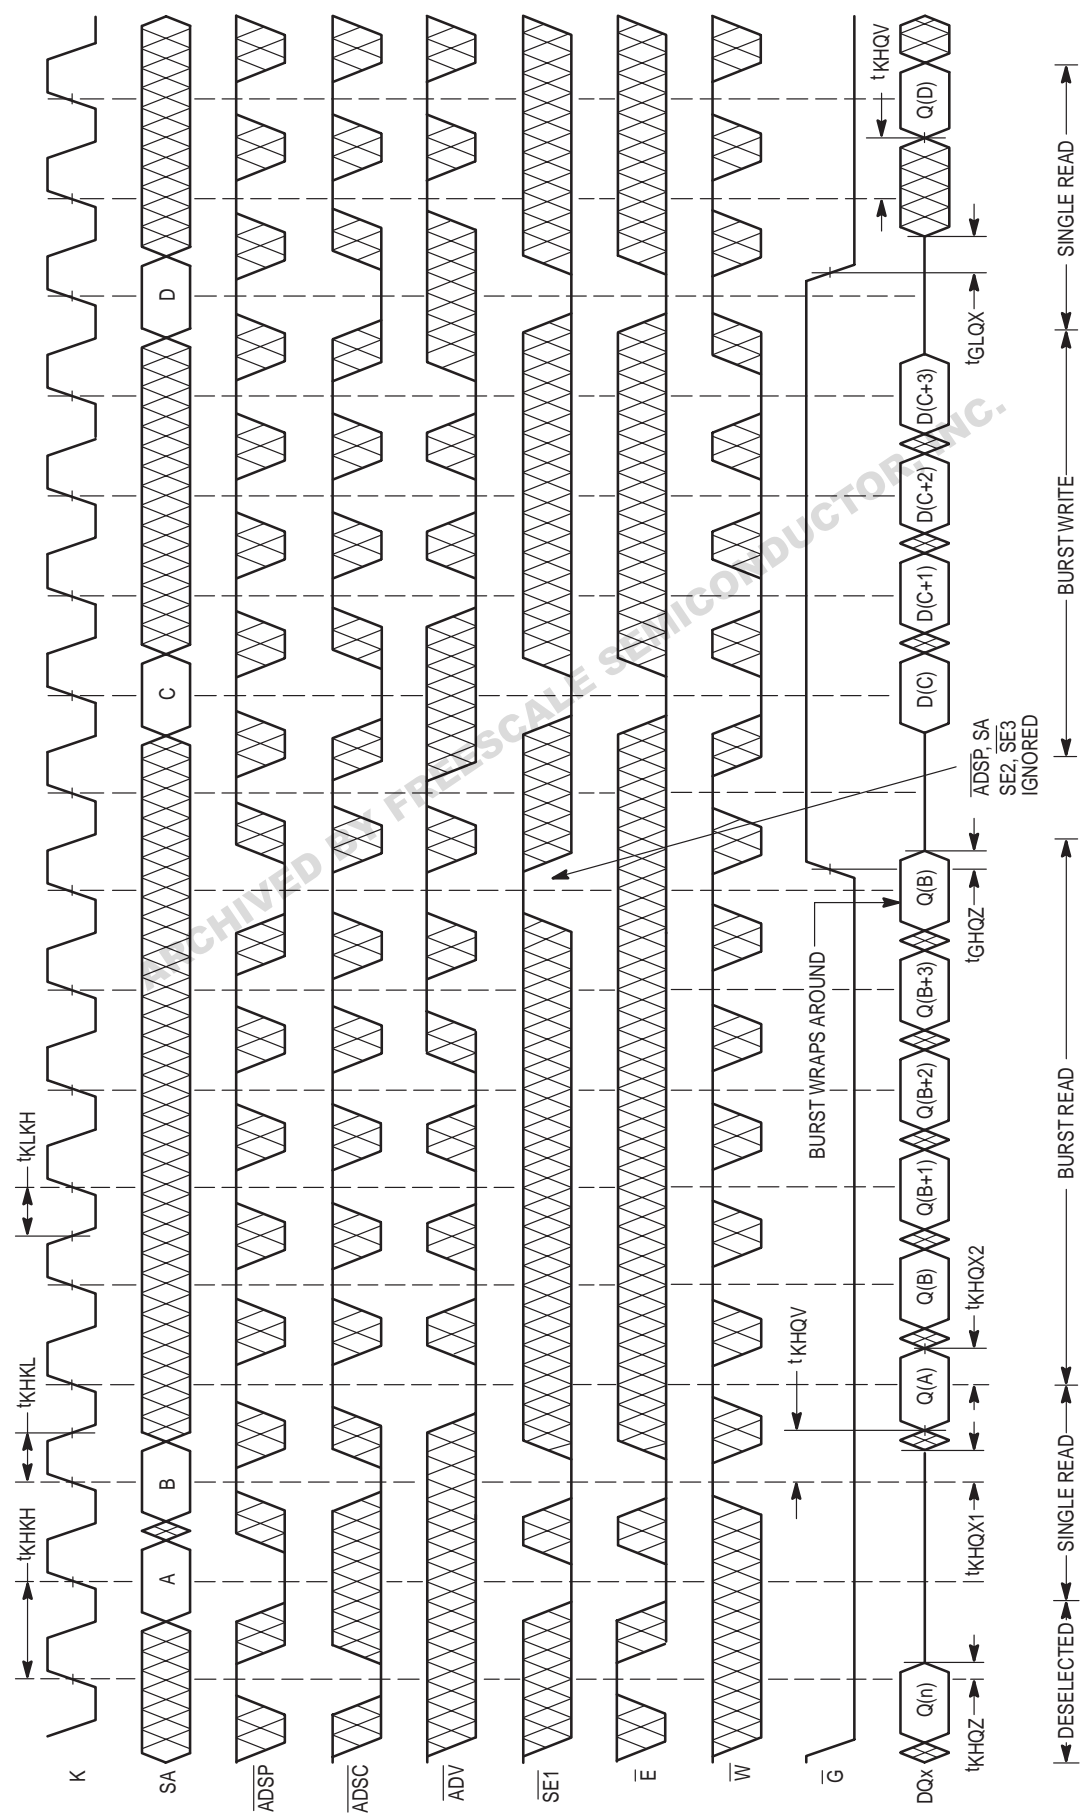 tKHKH
tKHKL
tKLKH
K
SA
A
B
C
D
ADSP
ADSC
ADV
SE1
E
W
G
tKHQV
BURST WRAPS AROUND
ADSP, SA
SE2, SE3
IGNORED
tKHQV
DQx
Q(n)
Q(A)
Q(B)
Q(B+1)
Q(B+2)
Q(B+3)
Q(B)
D(C)
D(C+1)
D(C+2)
D(C+3)
Q(D)
tKHQZ
tKHQX1
tKHQX2
tGHQZ
tGLQX
DESELECTED
SINGLE READ
BURST READ
BURST WRITE
SINGLE READ
ARCHIVED BY FREESCALE SEMICONDUCTOR, INC.